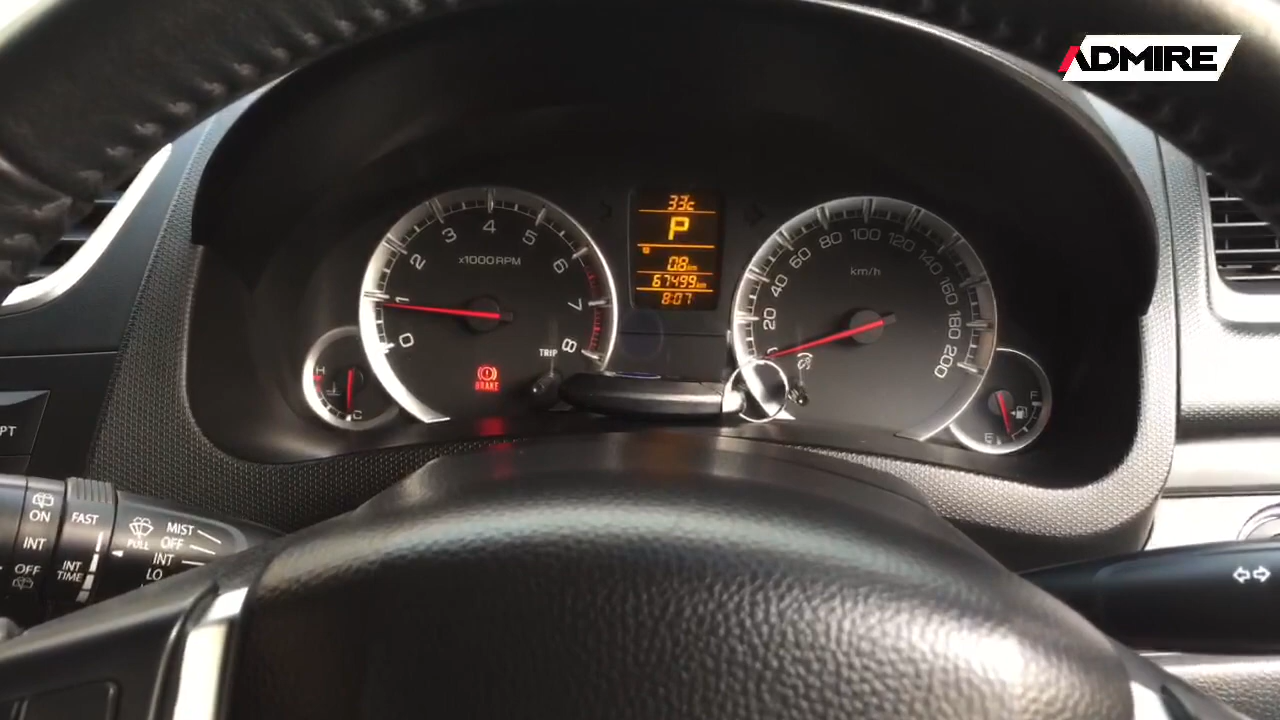 ADMIRE
33c
P
0.8km
67499km
8:07
0 1 2 3 4 5 6 7 8
x1000RPM
TRIP
BRAKE
H
C
20 40 60 80 100 120 140 160 180 200
km/h
F
E
PT
ON
INT
OFF
FAST
INT
TIME
PULL
MIST
OFF
INT
LO